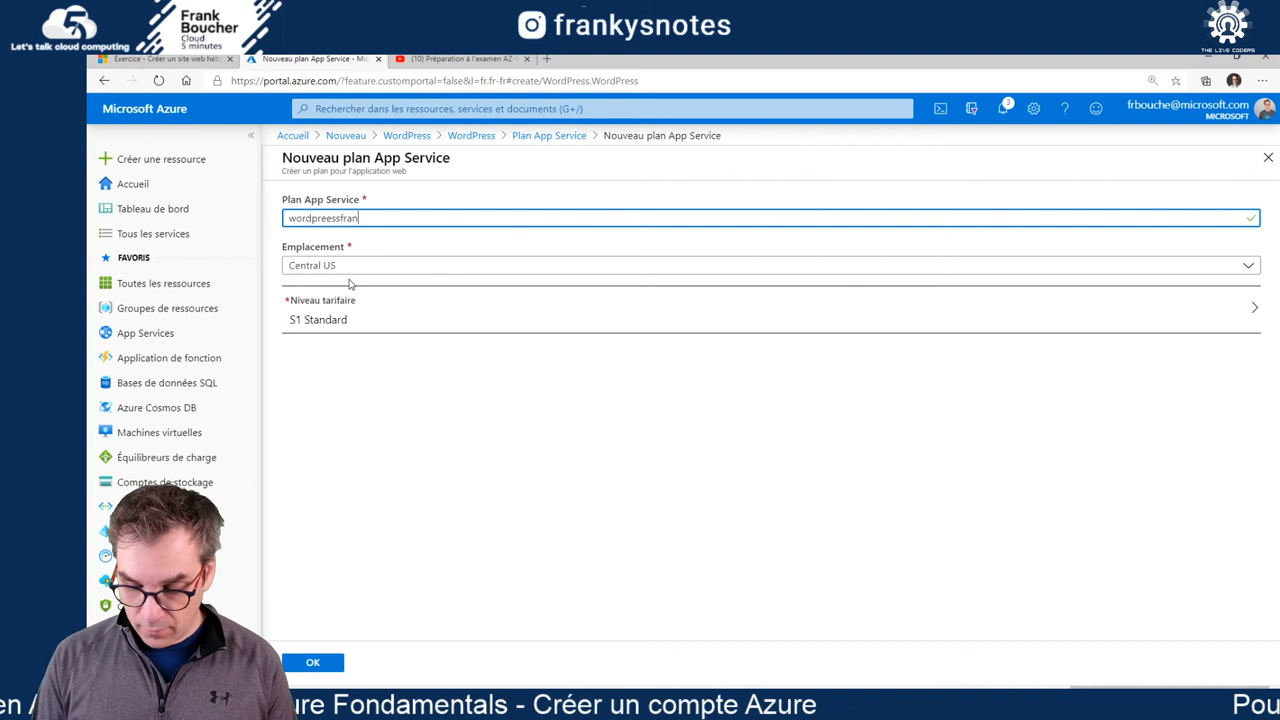 Let's talk cloud computing
Frank
Boucher
Cloud
5 minutes
frankysnotes
THE LIVE CODERS
Exercice - Créer un site web héb
Nouveau plan App Service - Mic
(10) Préparation à l'examen AZ-
https://portal.azure.com/?feature.customportal=false&l=fr.fr-fr#create/WordPress.WordPress
Microsoft Azure
Rechercher dans les ressources, services et documents (G+/)
3
frbouche@microsoft.com
MICROSOFT
Accueil > Nouveau > WordPress > WordPress > Plan App Service > Nouveau plan App Service
Nouveau plan App Service
Créer un plan pour l'application web
Plan App Service *
wordpreessfran
Emplacement *
Central US
*Niveau tarifaire
S1 Standard
OK
Créer une ressource
Accueil
Tableau de bord
Tous les services
FAVORIS
Toutes les ressources
Groupes de ressources
App Services
Application de fonction
Bases de données SQL
Azure Cosmos DB
Machines virtuelles
Équilibreurs de charge
Comptes de stockage
en A
ure Fondamentals - Créer un compte Azure
Pou